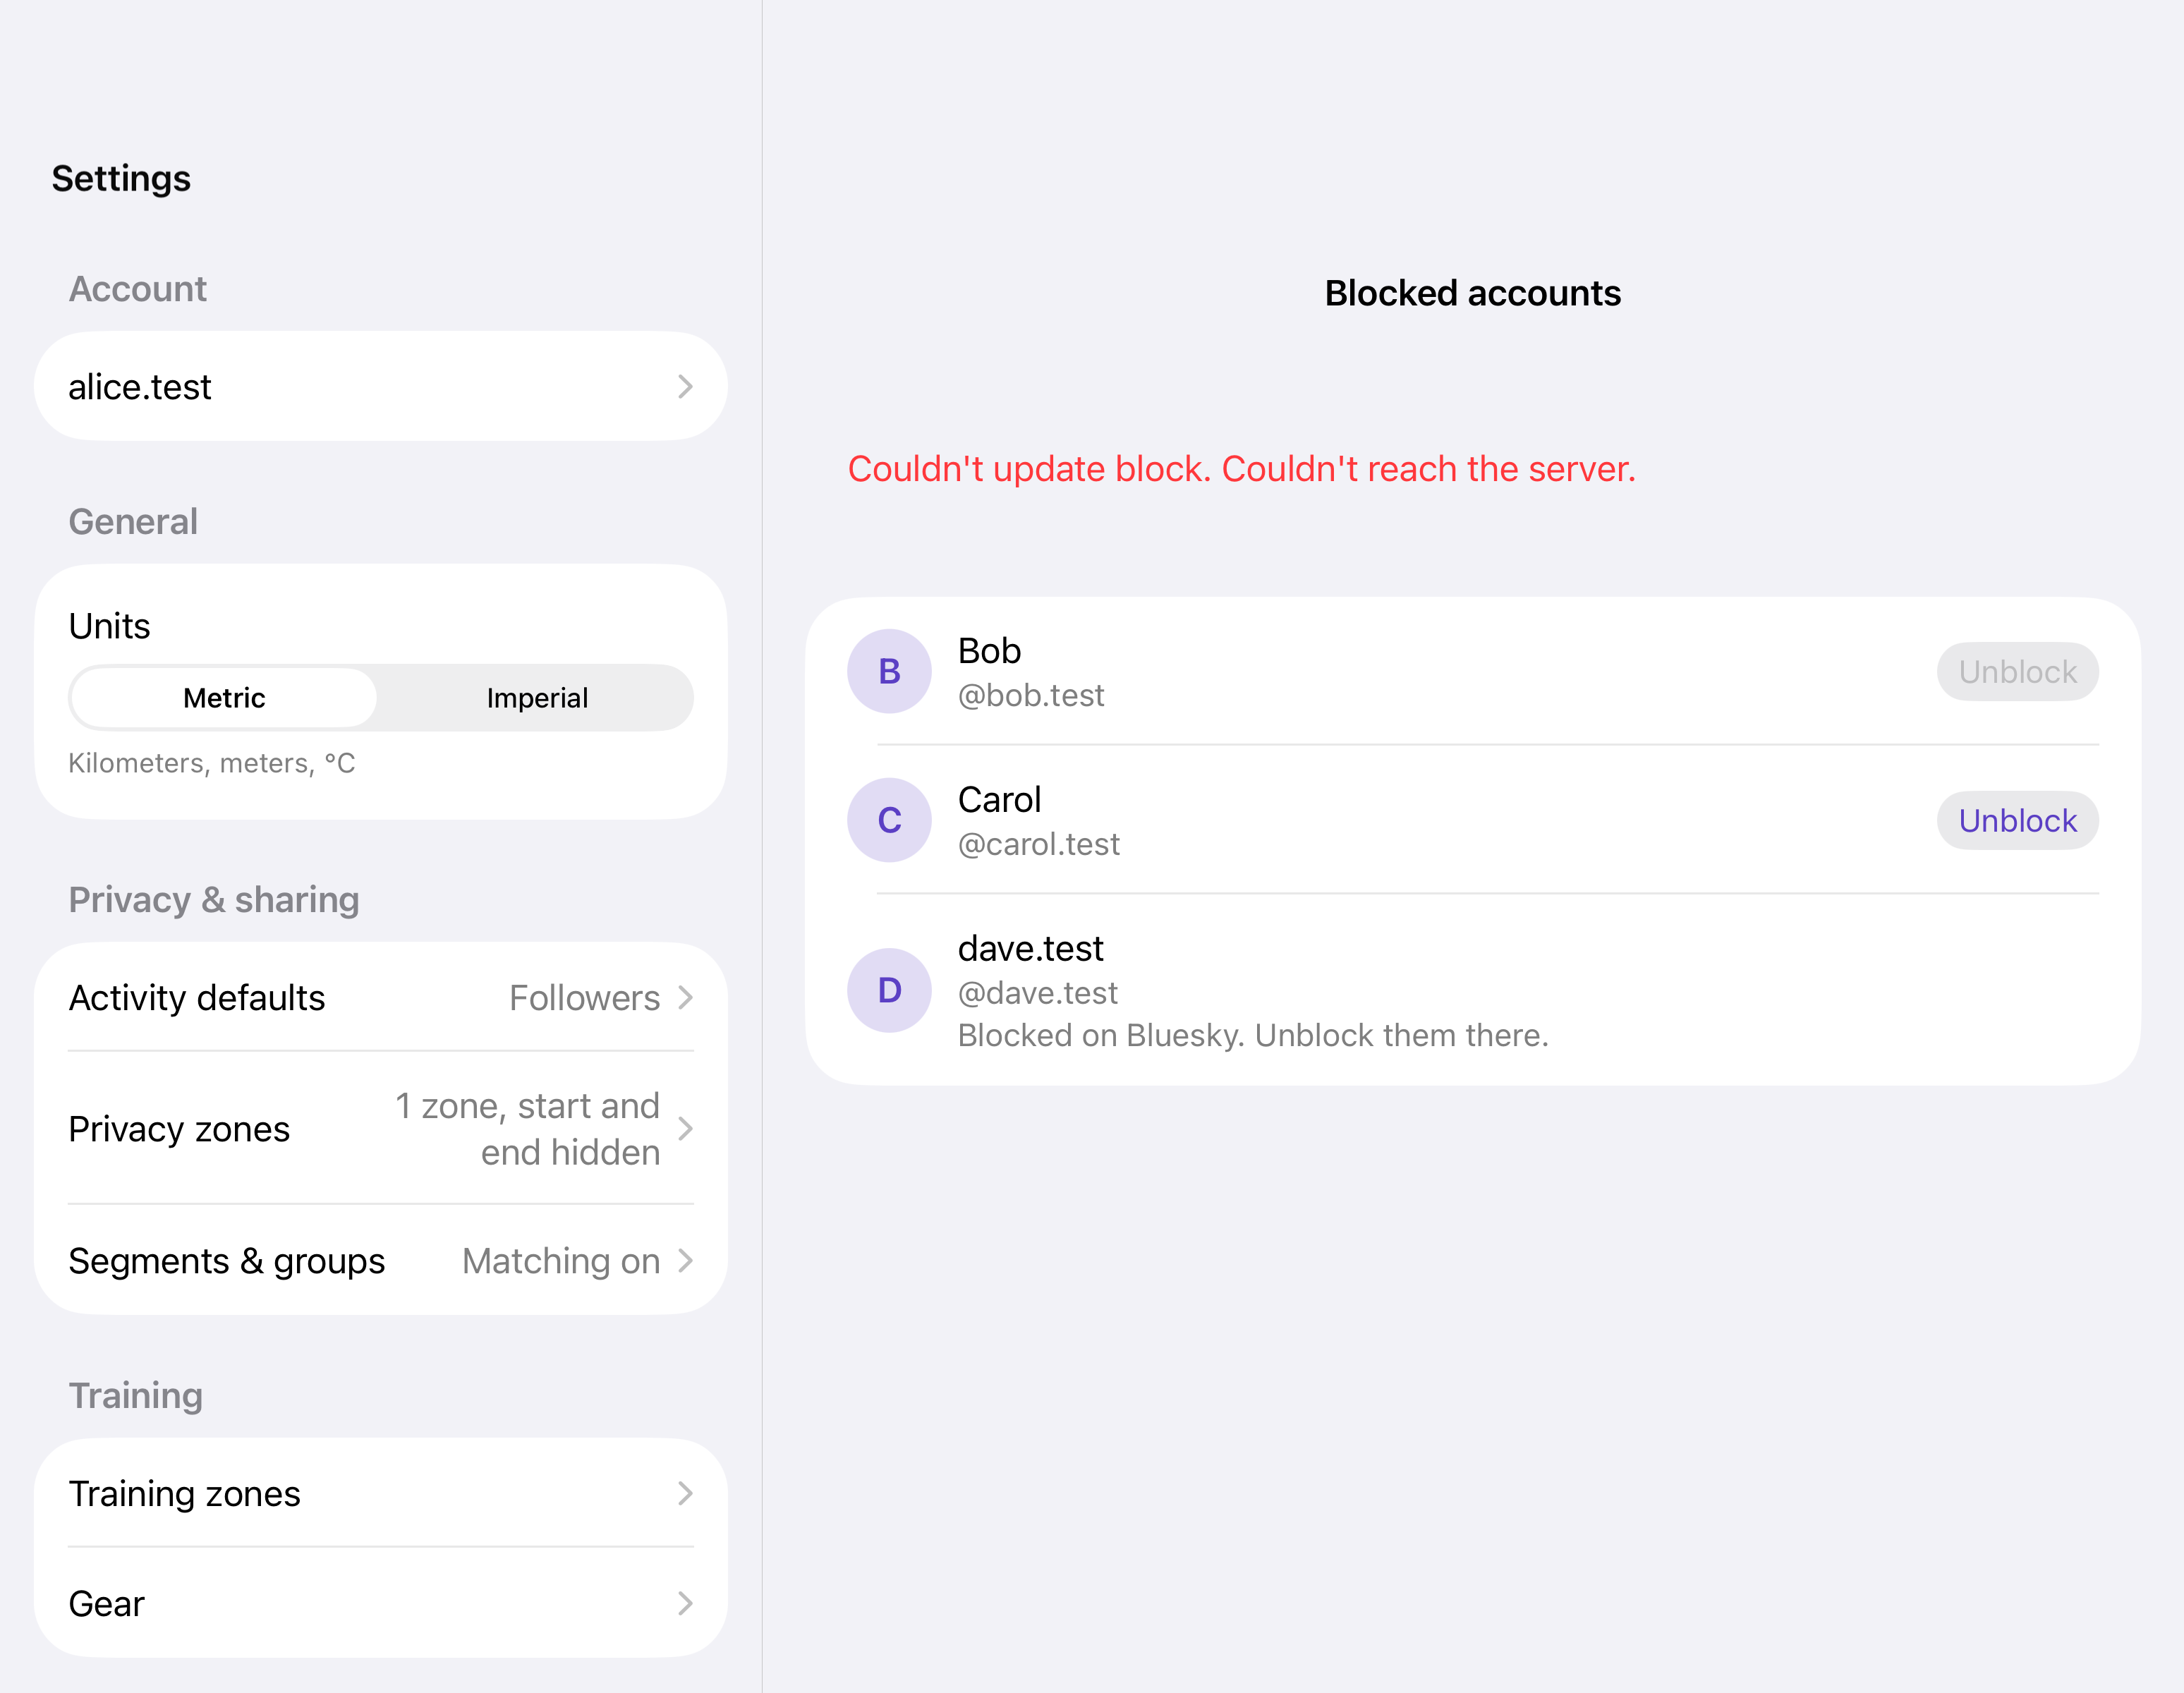 Settings
Account
alice.test
General
Units
Metric
Imperial
Kilometers, meters, °C
Privacy & sharing
Activity defaults
Followers
Privacy zones
1 zone, start and
end hidden
Segments & groups
Matching on
Training
Training zones
Gear
Blocked accounts
Couldn't update block. Couldn't reach the server.
B
Bob
@bob.test
Unblock
C
Carol
@carol.test
Unblock
D
dave.test
@dave.test
Blocked on Bluesky. Unblock them there.